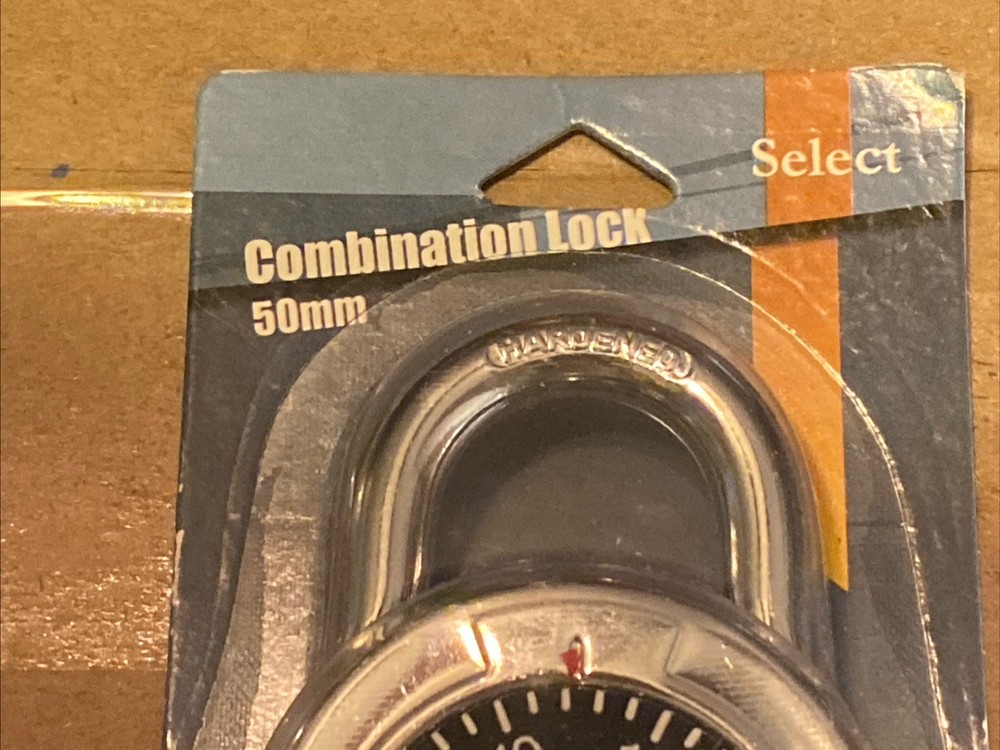 Select
Combination Lock
50mm
HARDENED